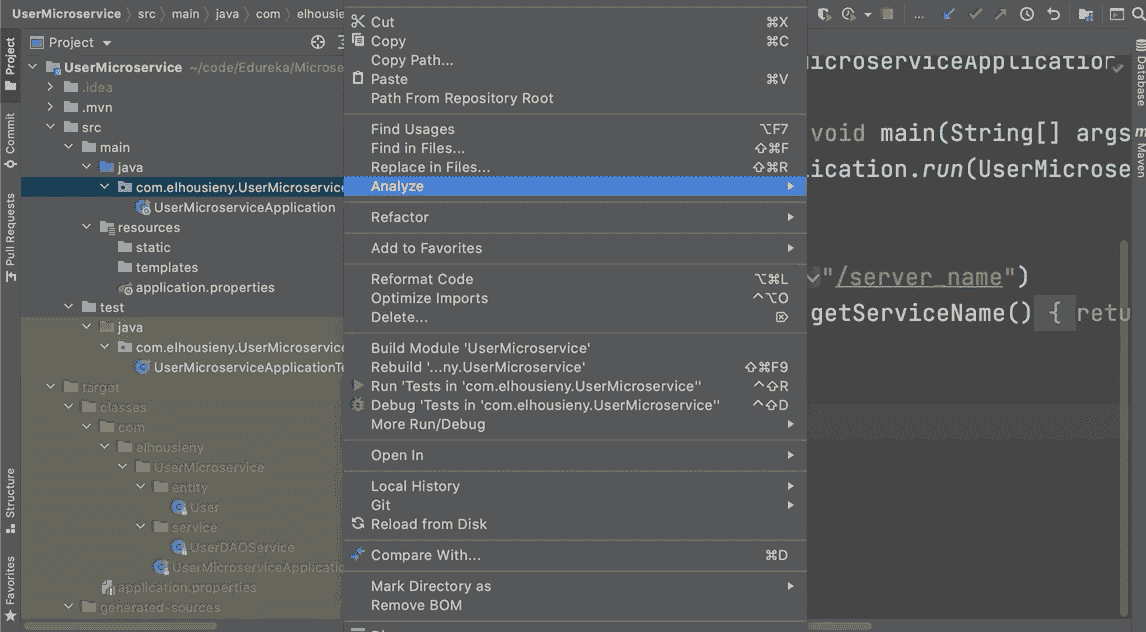 UserMicroservice src main java com elhousie
Project
UserMicroservice ~/code/Edureka/Microse
.idea
.mvn
src
main
java
com.elhousieny.UserMicroservice
UserMicroserviceApplication
resources
static
templates
application.properties
test
java
com.elhousieny.UserMicroservice
UserMicroserviceApplicationTe
target
classes
com
elhousieny
UserMicroservice
entity
User
service
UserDAOService
UserMicroserviceApplicatio
application.properties
generated-sources
Project
Commit
Pull Requests
Structure
Favorites
Cut ⌘X
Copy ⌘C
Copy Path...
Paste ⌘V
Path From Repository Root
Find Usages ⌥F7
Find in Files... ⇧⌘F
Replace in Files... ⇧⌘R
Analyze
Refactor
Add to Favorites
Reformat Code ⌥⌘L
Optimize Imports ^⌥O
Delete... ⌦
Build Module 'UserMicroservice'
Rebuild '...ny.UserMicroservice' ⇧⌘F9
Run 'Tests in 'com.elhousieny.UserMicroservice'' ^⇧R
Debug 'Tests in 'com.elhousieny.UserMicroservice'' ^⇧D
More Run/Debug
Open In
Local History
Git
Reload from Disk
Compare With... ⌘D
Mark Directory as
Remove BOM
icroserviceApplication
void main(String[] args
ication.run(UserMicrose
"/server_name")
getServiceName() { retu
Database
Maven